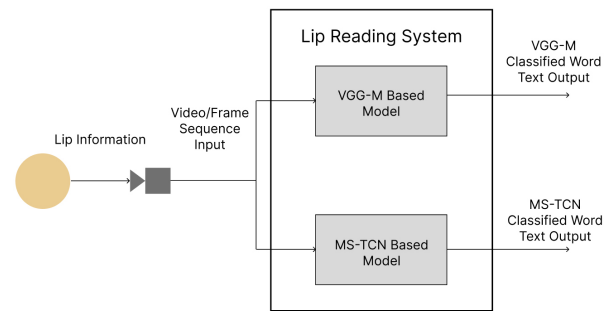 Lip Reading System
VGG-M
Classified Word
Text Output
VGG-M Based
Model
Video/Frame
Sequence
Input
Lip Information
MS-TCN
Classified Word
Text Output
MS-TCN Based
Model